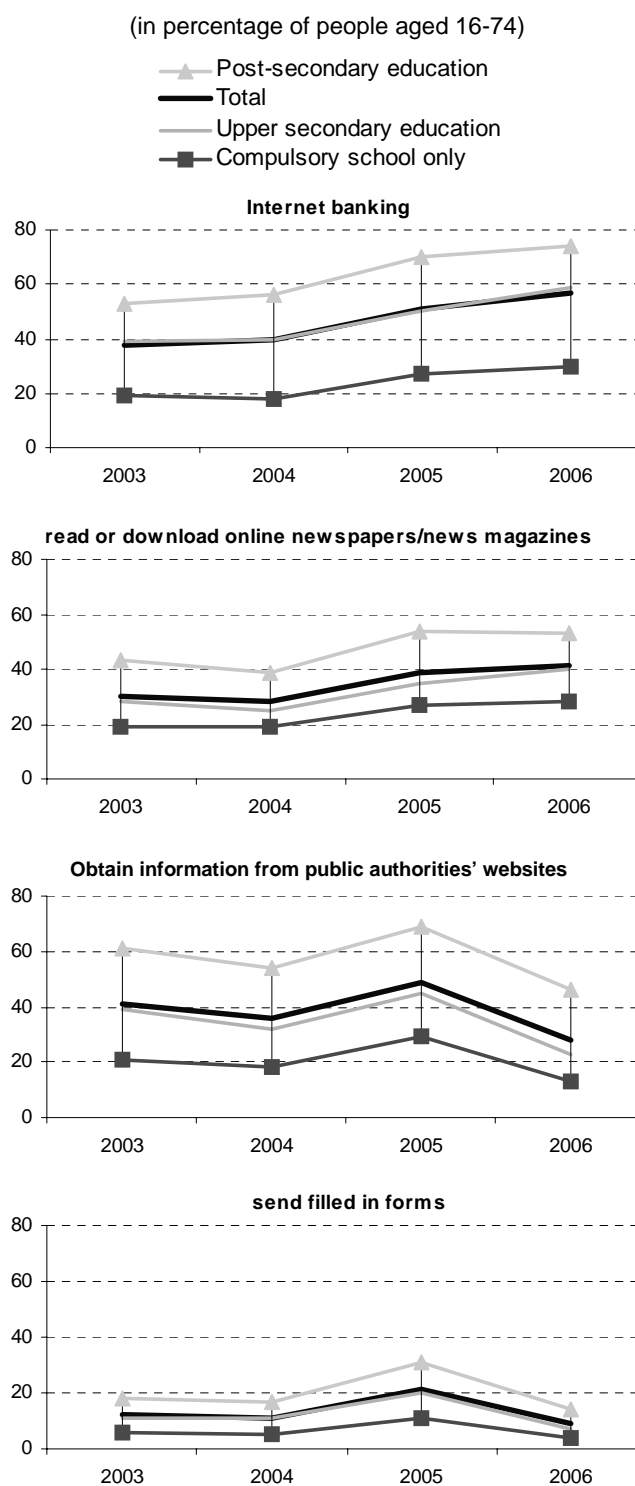 (in percentage of people aged 16-74)
Post-secondary education
Total
Upper secondary education
Compulsory school only
Internet banking
80
60
40
20
0
2003 2004 2005 2006
read or download online newspapers/news magazines
80
60
40
20
0
2003 2004 2005 2006
Obtain information from public authorities’ websites
80
60
40
20
0
2003 2004 2005 2006
send filled in forms
80
60
40
20
0
2003 2004 2005 2006